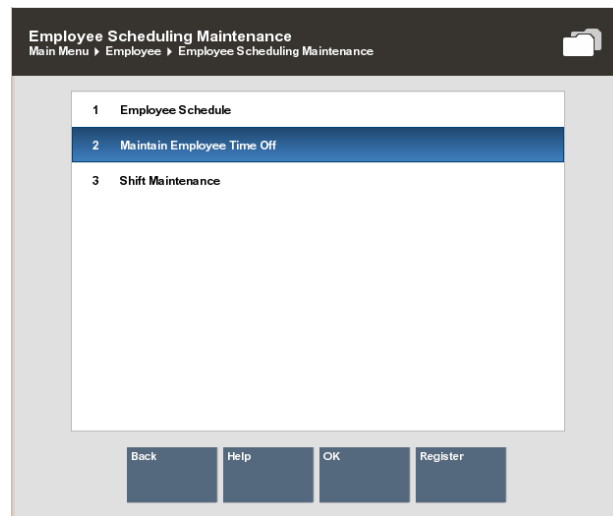 Employee Scheduling Maintenance
Main Menu ▸ Employee ▸ Employee Scheduling Maintenance
1 Employee Schedule
2 Maintain Employee Time Off
3 Shift Maintenance
Back Help OK Register